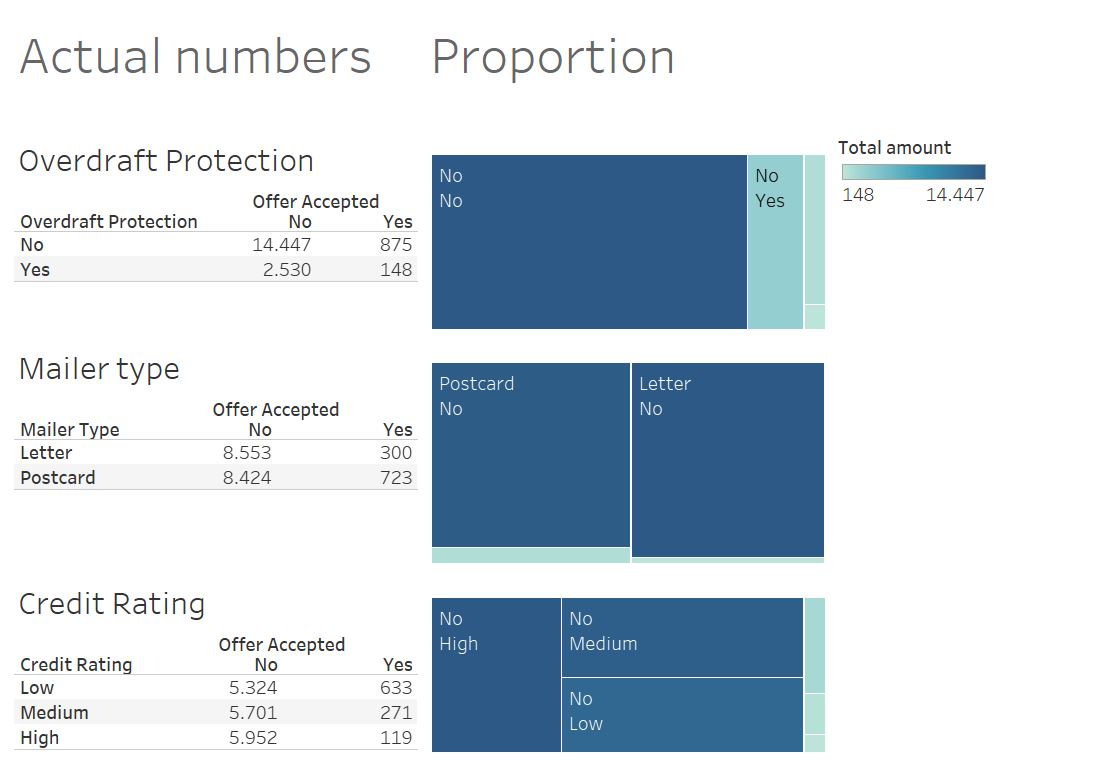 Actual numbers
Proportion
Overdraft Protection
Offer Accepted
Overdraft Protection No Yes
No 14.447 875
Yes 2.530 148
No
No
No
Yes
Total amount
148 14.447
Mailer type
Offer Accepted
Mailer Type No Yes
Letter 8.553 300
Postcard 8.424 723
Postcard
No
Letter
No
Credit Rating
Offer Accepted
Credit Rating No Yes
Low 5.324 633
Medium 5.701 271
High 5.952 119
No
High
No
Medium
No
Low